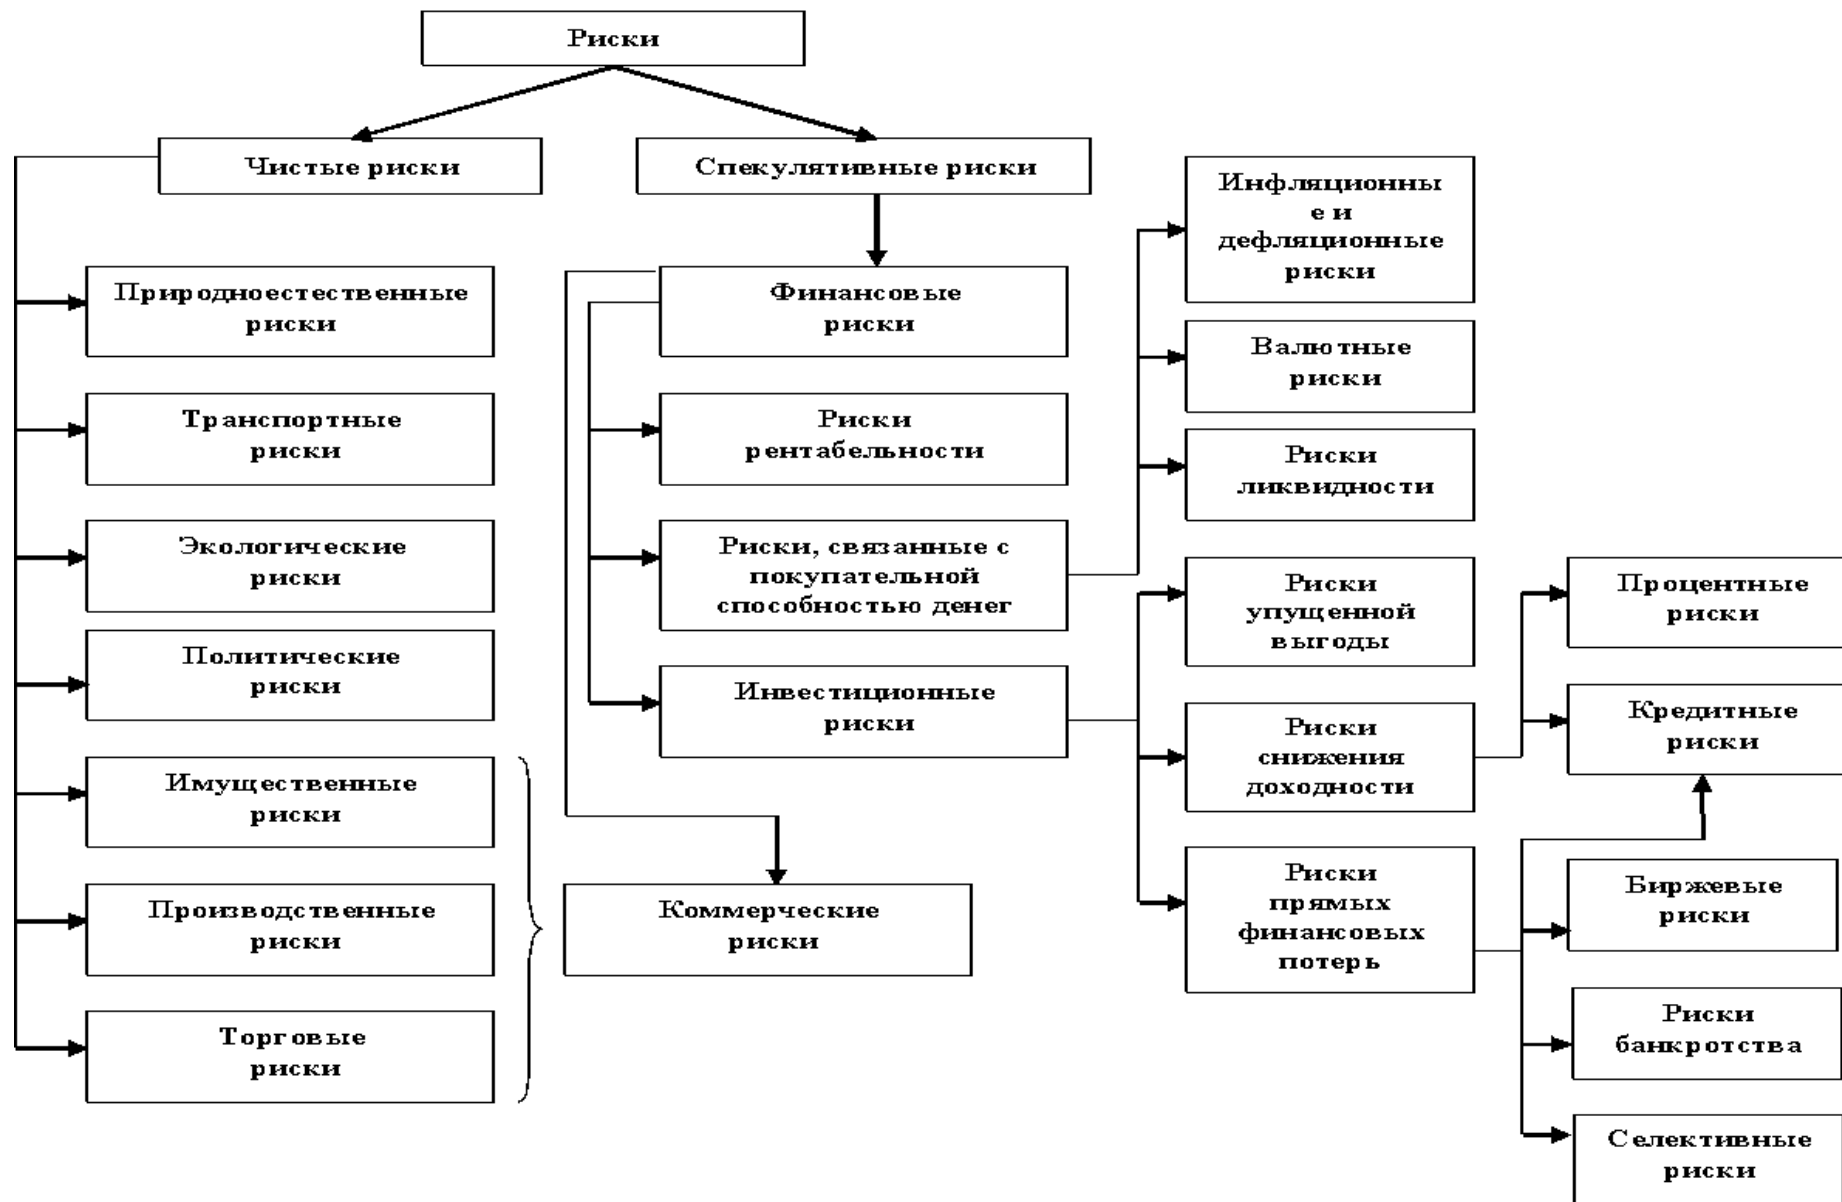 Риски
Чистые риски
Спекулятивные риски
Природноестественные
риски
Транспортные
риски
Экологические
риски
Политические
риски
Имущественные
риски
Производственные
риски
Торговые
риски
Финансовые
риски
Риски
рентабельности
Риски, связанные с
покупательной
способностью денег
Инвестиционные
риски
Коммерческие
риски
Инфляционны
е и
дефляционные
риски
Валютные
риски
Риски
ликвидности
Риски
упущенной
выгоды
Риски
снижения
доходности
Риски
прямых
финансовых
потерь
Процентные
риски
Кредитные
риски
Биржевые
риски
Риски
банкротства
Селективные
риски